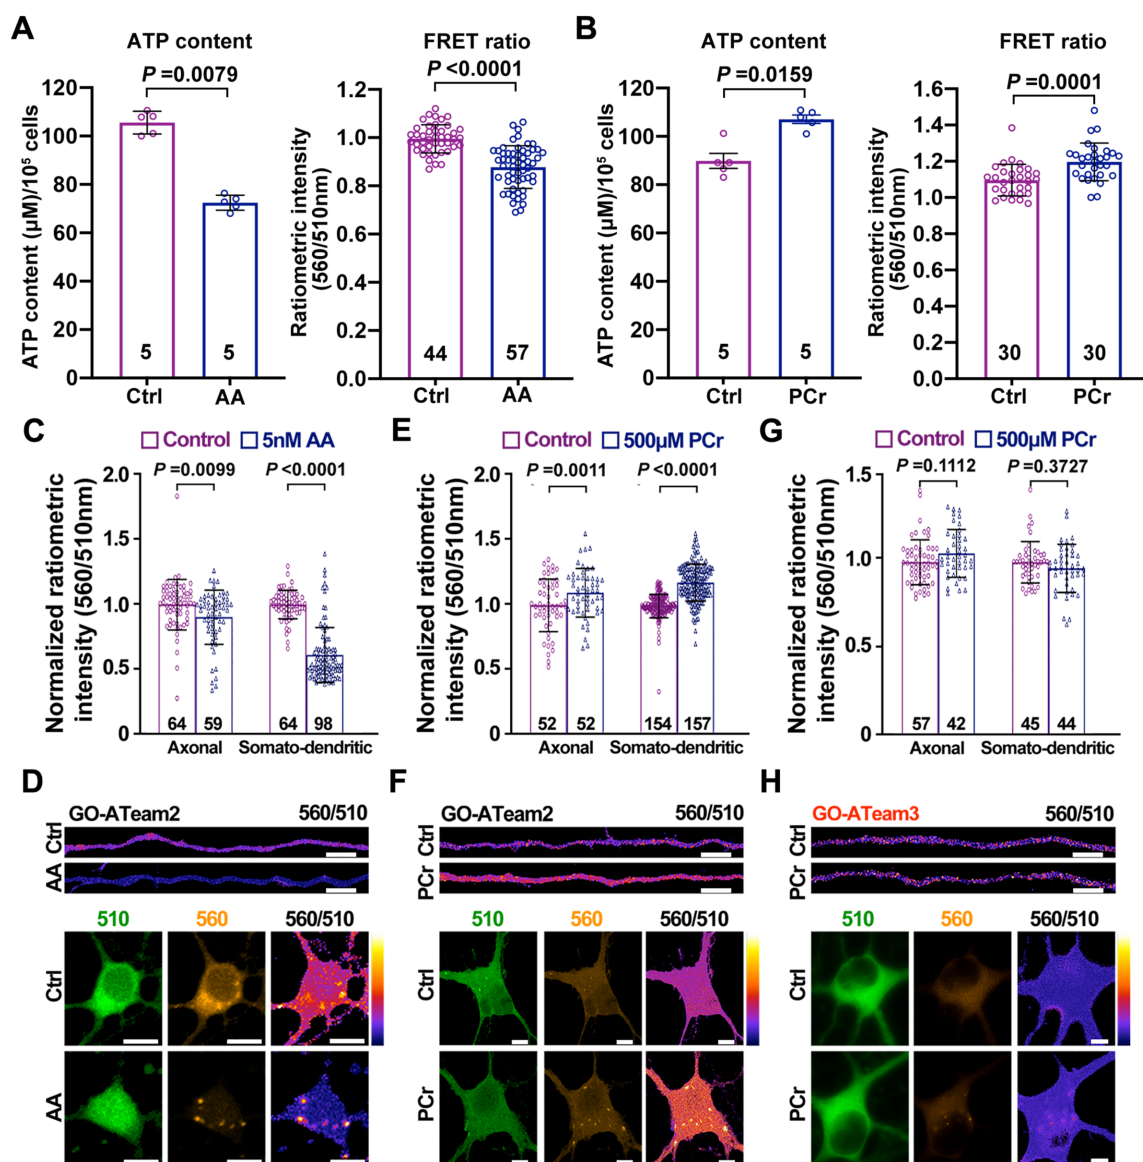 A
ATP content
P =0.0079
ATP content (µM)/10⁵ cells
120
100
80
60
40
20
0
5
5
Ctrl
AA
FRET ratio
P <0.0001
Ratiometric intensity
(560/510nm)
1.2
1.0
0.8
0.6
0.4
0.2
0.0
44
57
Ctrl
AA
B
ATP content
P =0.0159
ATP content (µM)/10⁵ cells
120
100
80
60
40
20
0
5
5
Ctrl
PCr
FRET ratio
P =0.0001
Ratiometric intensity
(560/510nm)
1.6
1.4
1.2
1.0
0.8
0.6
0.4
0.2
0.0
30
30
Ctrl
PCr
C
Control
5nM AA
Normalized ratiometric
intensity (560/510nm)
P =0.0099
P <0.0001
2.0
1.5
1.0
0.5
0
64
59
64
98
Axonal
Somato-dendritic
E
Control
500µM PCr
Normalized ratiometric
intensity (560/510nm)
P =0.0011
P <0.0001
2.0
1.5
1.0
0.5
0
52
52
154
157
Axonal
Somato-dendritic
G
Control
500µM PCr
Normalized ratiometric
intensity (560/510nm)
P =0.1112
P =0.3727
1.5
1.0
0.5
0
57
42
45
44
Axonal
Somato-dendritic
D
GO-ATeam2
560/510
Ctrl
AA
510
560
560/510
Ctrl
AA
F
GO-ATeam2
560/510
Ctrl
PCr
510
560
560/510
Ctrl
PCr
H
GO-ATeam3
560/510
Ctrl
PCr
510
560
560/510
Ctrl
PCr